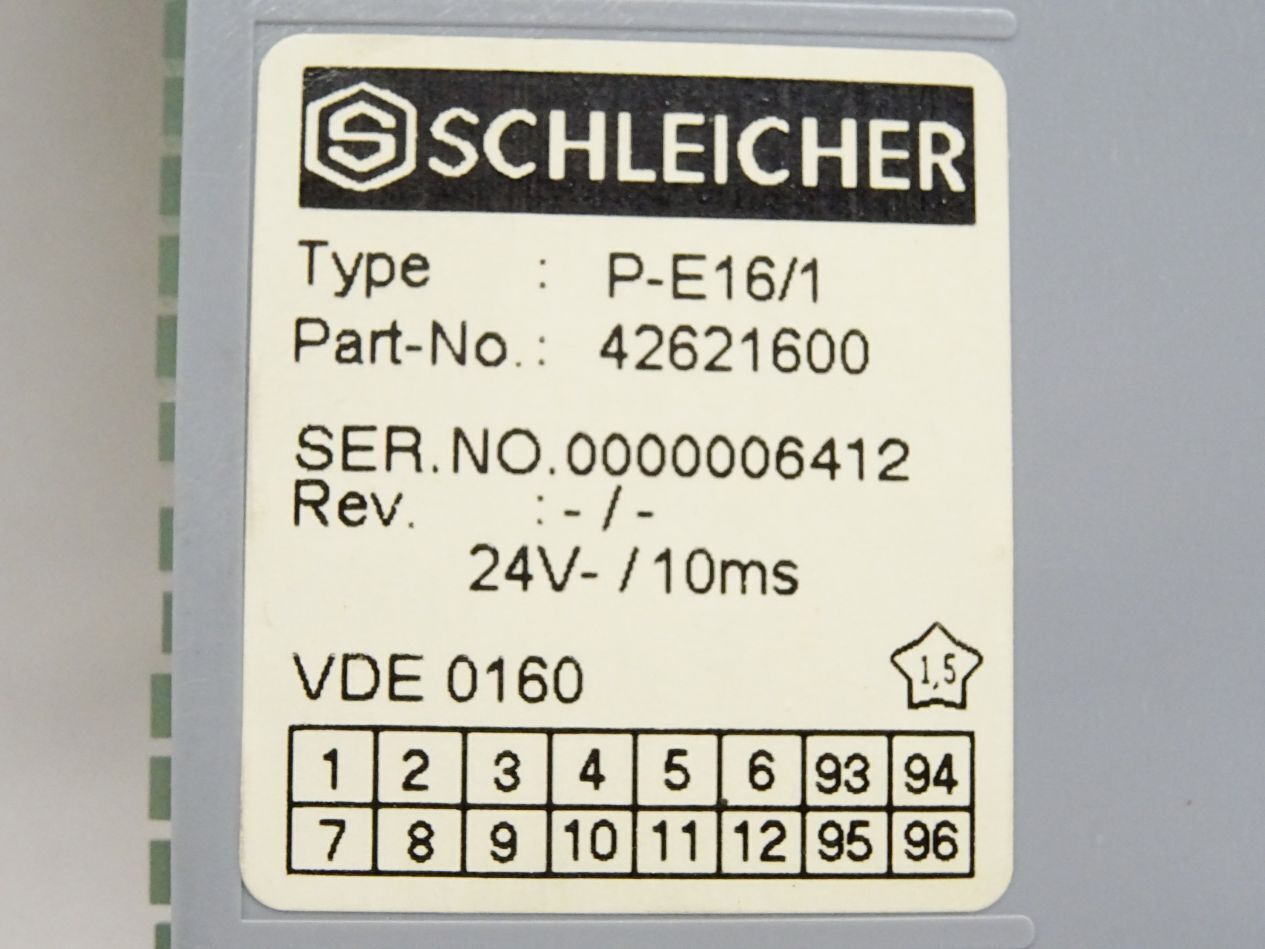 SCHLEICHER
Type : P-E16/1
Part-No.: 42621600
SER.NO.0000006412
Rev. :-/-
24V-/10ms
VDE 0160
1,5
1 2 3 4 5 6 93 94
7 8 9 10 11 12 95 96